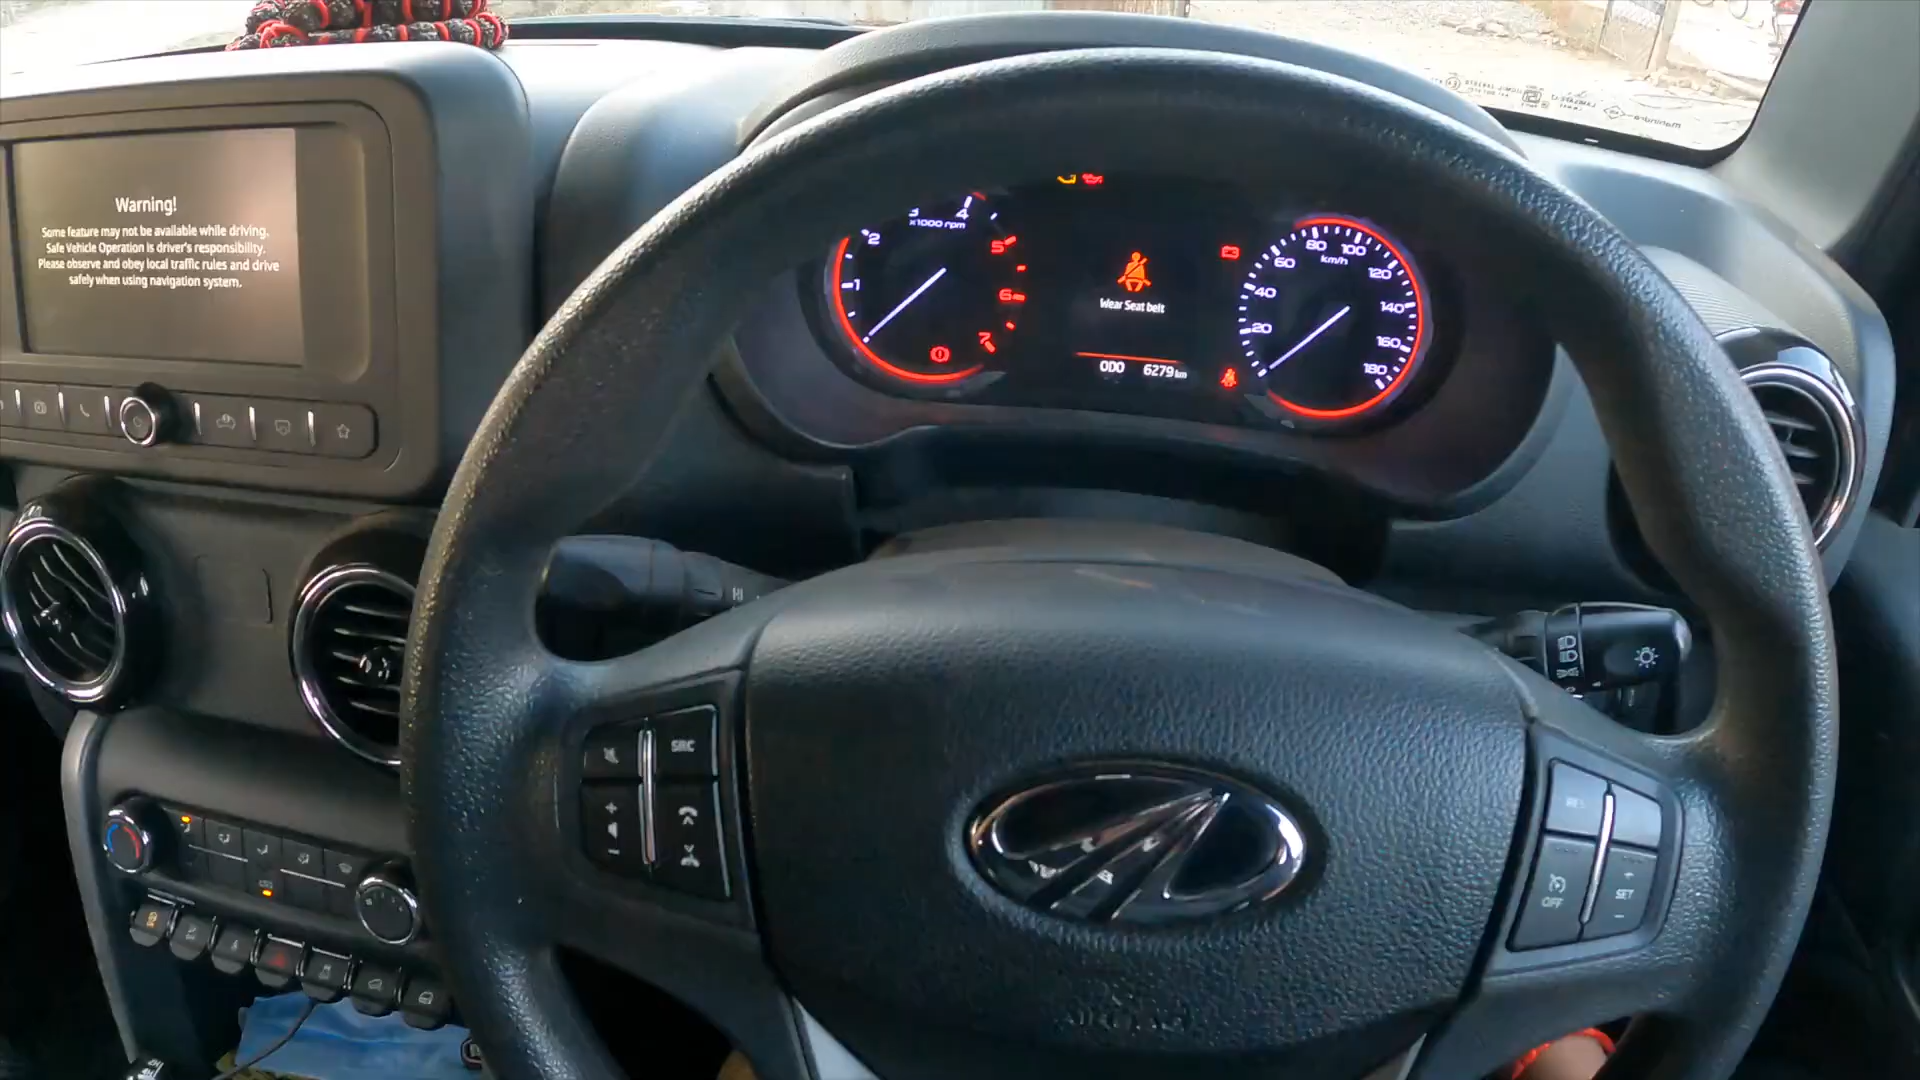 Warning!
Some feature may not be available while driving.
Safe Vehicle Operation is driver's responsibility.
Please observe and obey local traffic rules and drive
safely when using navigation system.
1
2
3
4
5
6
7
x1000 rpm
Wear Seat belt
ODO 6279 km
20
40
60
80
100
120
140
160
180
km/h
mahindra
HI
SRC
+
-
RES
OFF
+
SET
-